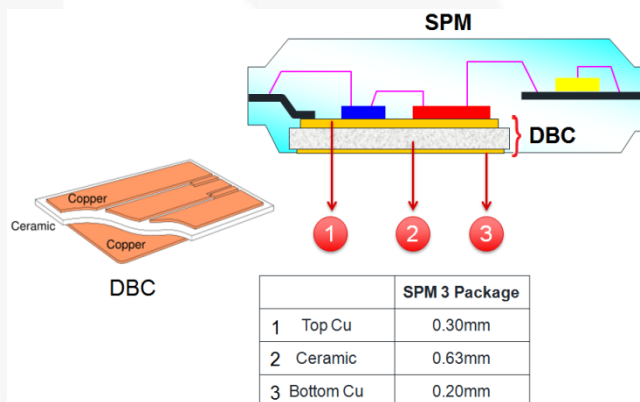 SPM
DBC
Copper
Ceramic
Copper
DBC
1 2 3
SPM 3 Package
1 Top Cu 0.30mm
2 Ceramic 0.63mm
3 Bottom Cu 0.20mm